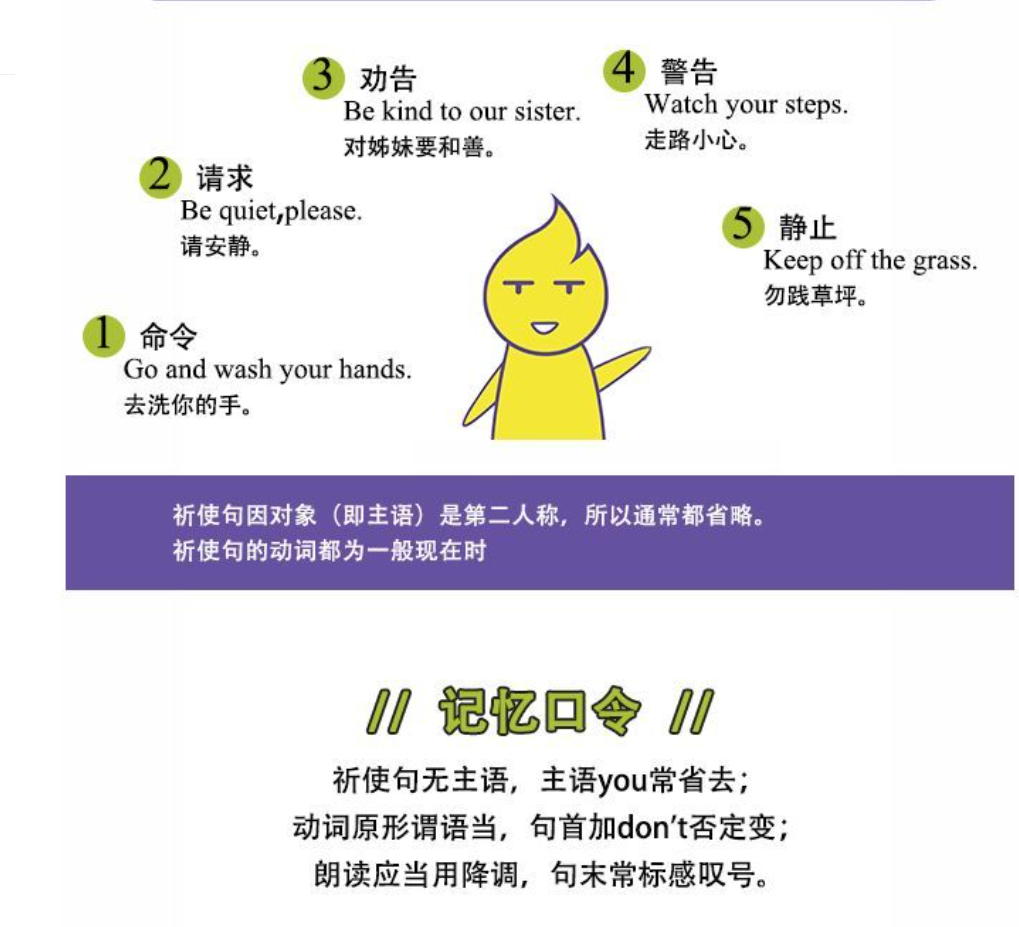 1 命令
Go and wash your hands.
去洗你的手。
2 请求
Be quiet,please.
请安静。
3 劝告
Be kind to our sister.
对姊妹要和善。
4 警告
Watch your steps.
走路小心。
5 静止
Keep off the grass.
勿践草坪。
祈使句因对象（即主语）是第二人称，所以通常都省略。
祈使句的动词都为一般现在时
// 记忆口令 //
祈使句无主语，主语you常省去；
动词原形谓语当，句首加don't否定变；
朗读应当用降调，句末常标感叹号。